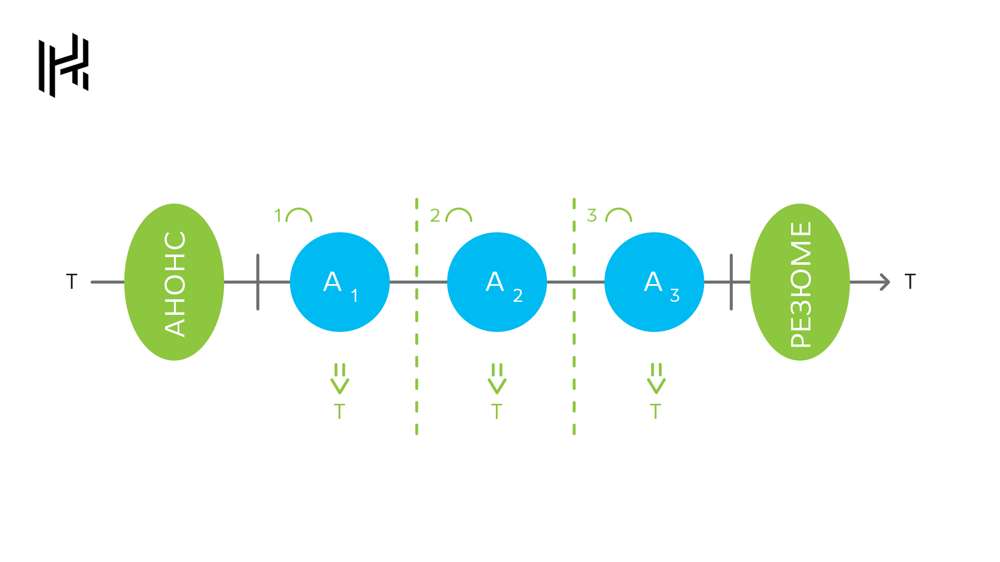 1
2
3
Т
АНОНС
А 1
А 2
А 3
РЕЗЮМЕ
Т
Т
Т
Т